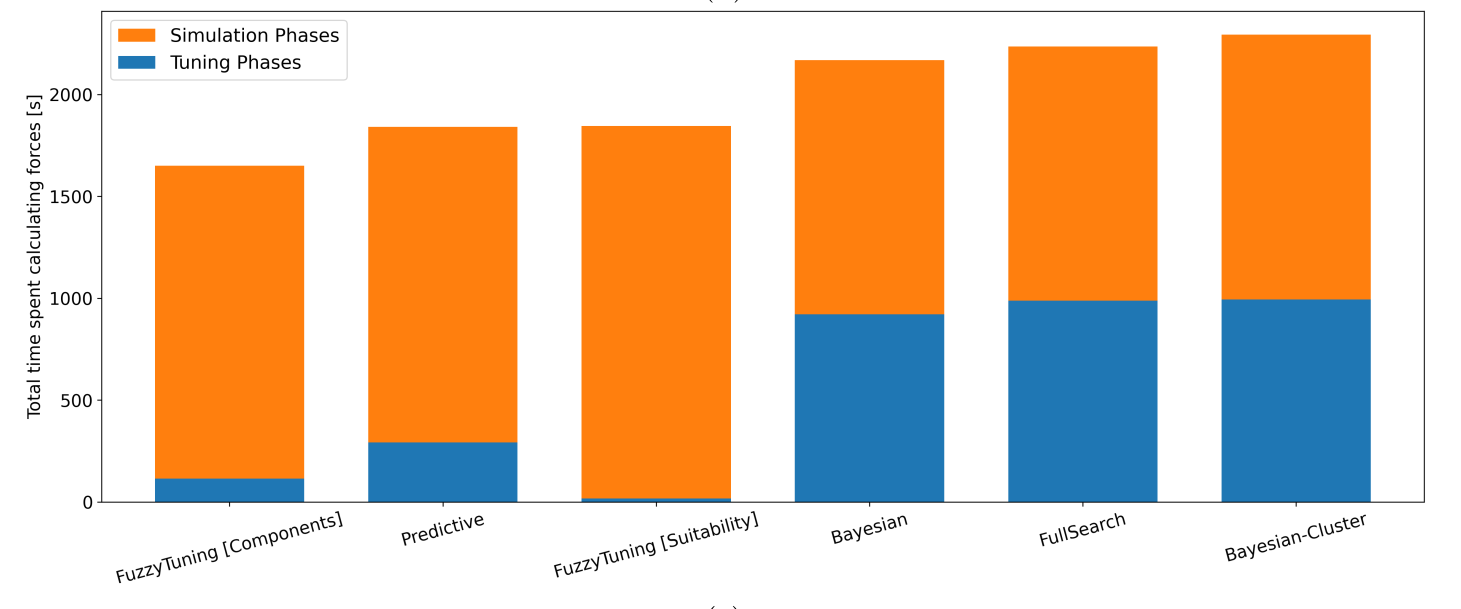 Simulation Phases
Tuning Phases
Total time spent calculating forces [s]
2000
1500
1000
500
0
FuzzyTuning [Components]
Predictive
FuzzyTuning [Suitability]
Bayesian
FullSearch
Bayesian-Cluster